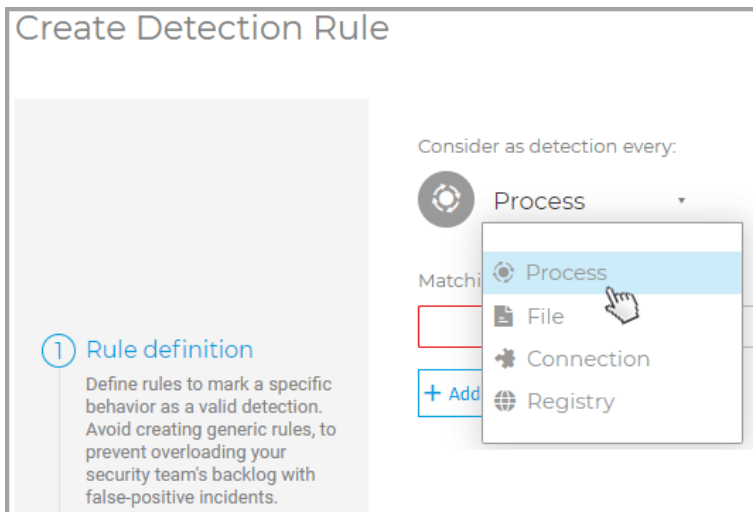 Create Detection Rule
Consider as detection every:
Process
Process
Matchi
File
1 Rule definition
Connection
Define rules to mark a specific
behavior as a valid detection.
+ Add
Registry
Avoid creating generic rules, to
prevent overloading your
security team's backlog with
false-positive incidents.